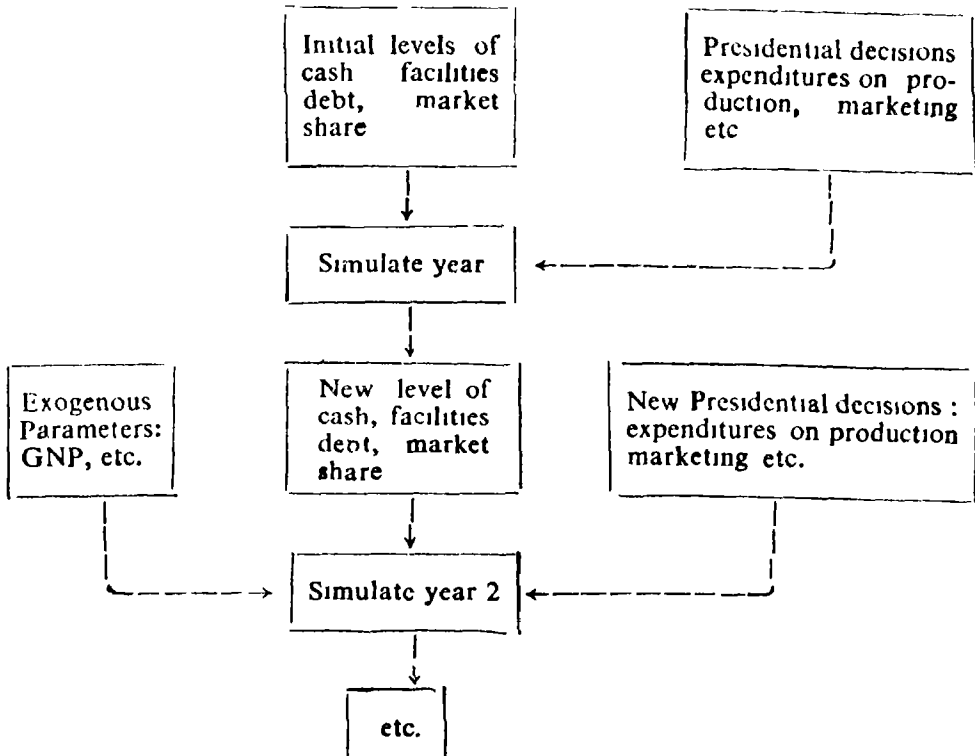 Initial levels of
cash facilities
debt, market
share
Presidential decisions
expenditures on pro-
duction, marketing
etc
Simulate year
Exogenous
Parameters:
GNP, etc.
New level of
cash, facilities
debt, market
share
New Presidential decisions :
expenditures on production
marketing etc.
Simulate year 2
etc.